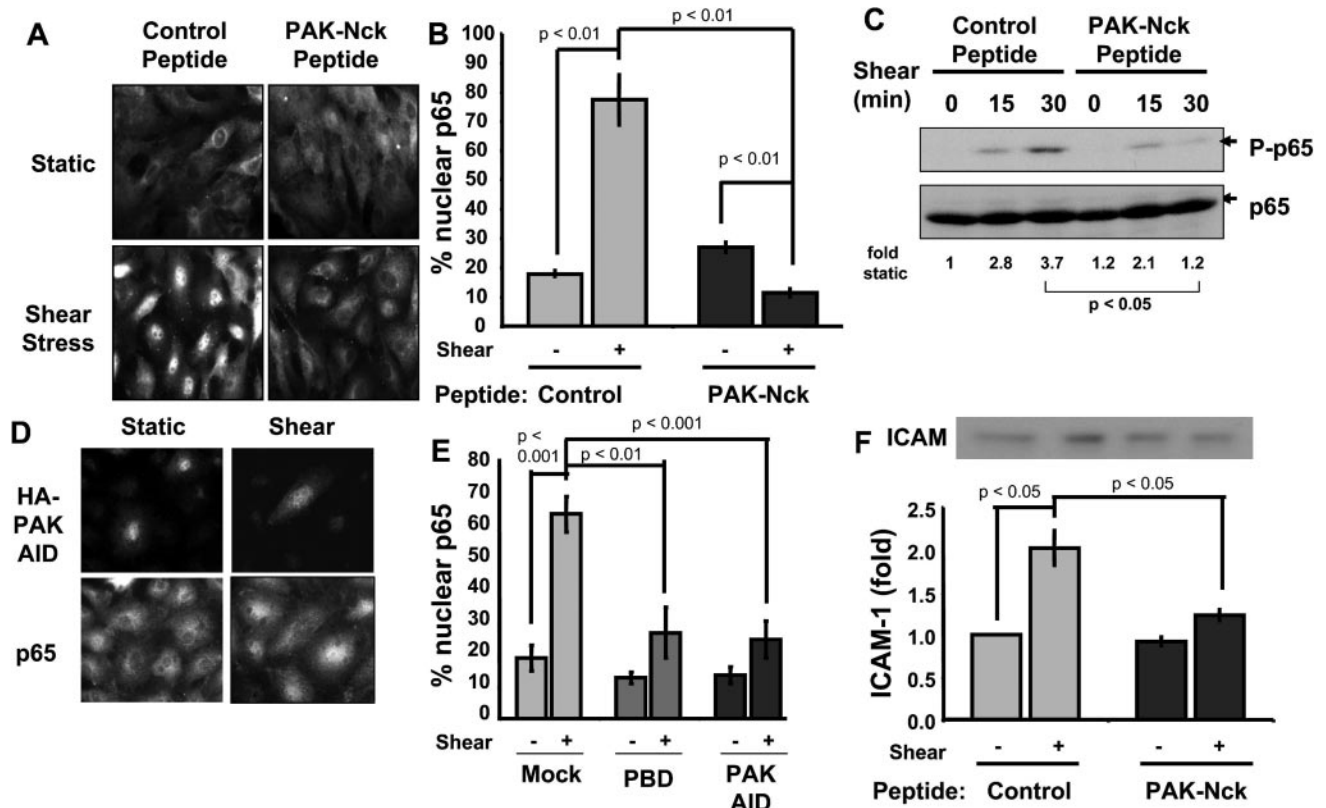 A
Control Peptide
PAK-Nck Peptide
Static
Shear Stress
B
% nuclear p65
100
90
80
70
60
50
40
30
20
10
0
p < 0.01
p < 0.01
p < 0.01
Shear - + - +
Peptide: Control PAK-Nck
C
Control Peptide
PAK-Nck Peptide
Shear (min)
0 15 30 0 15 30
P-p65
p65
fold static
1 2.8 3.7 1.2 2.1 1.2
p < 0.05
D
Static Shear
HA-PAK AID
p65
E
% nuclear p65
80
70
60
50
40
30
20
10
0
p < 0.001
p < 0.01
p < 0.001
Shear - + - + - +
Mock PBD PAK AID
F
ICAM
ICAM-1 (fold)
2.5
2.0
1.5
1.0
0.5
0.0
p < 0.05
p < 0.05
Shear - + - +
Peptide: Control PAK-Nck